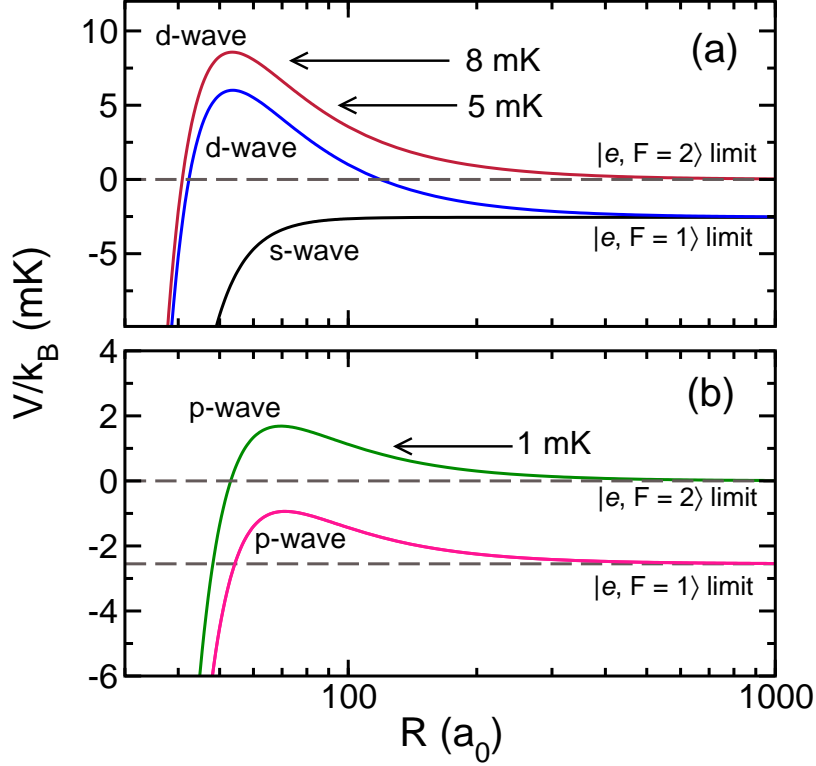 V/k_B (mK)
10
5
0
-5
d-wave
(a)
8 mK
5 mK
d-wave
|e, F = 2⟩ limit
|e, F = 1⟩ limit
s-wave
4
2
0
-2
-4
-6
p-wave
(b)
1 mK
|e, F = 2⟩ limit
p-wave
|e, F = 1⟩ limit
100
1000
R (a_0)